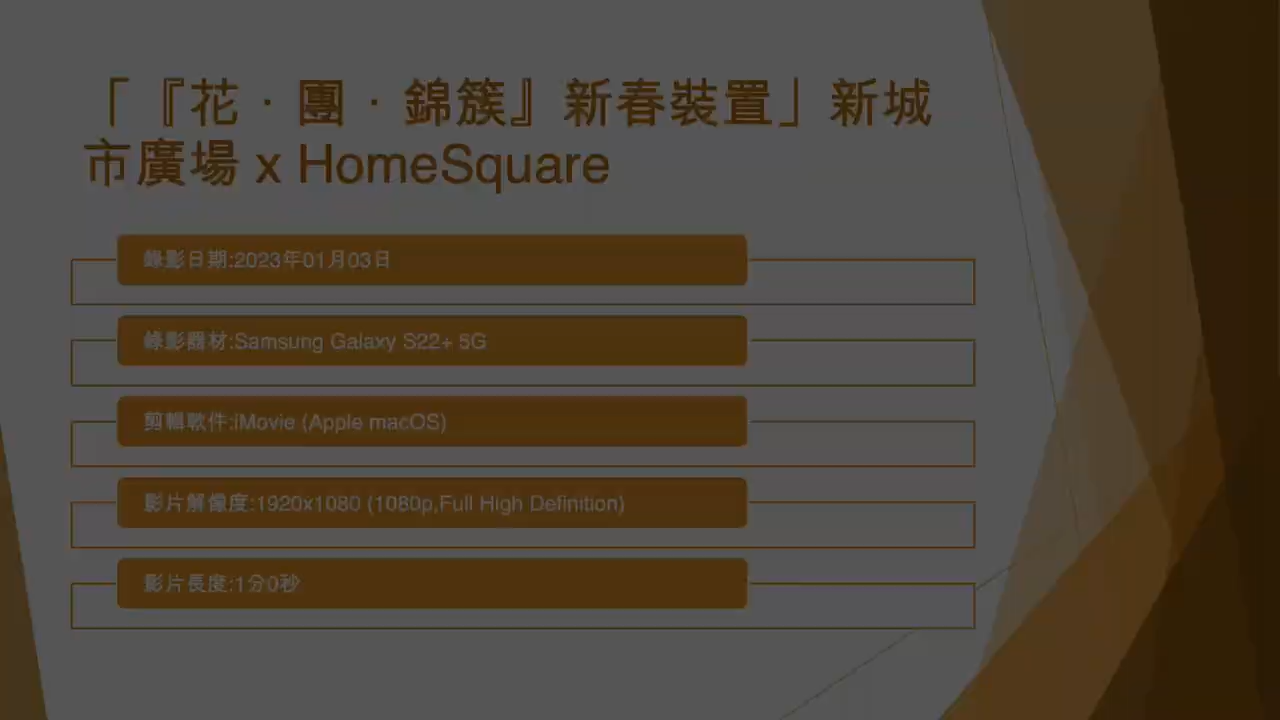 「『花‧團‧錦簇』新春裝置」新城
市廣場 x HomeSquare
錄影日期:2023年01月03日
錄影器材:Samsung Galaxy S22+ 5G
剪輯軟件:iMovie (Apple macOS)
影片解像度:1920x1080 (1080p,Full High Definition)
影片長度:1分0秒